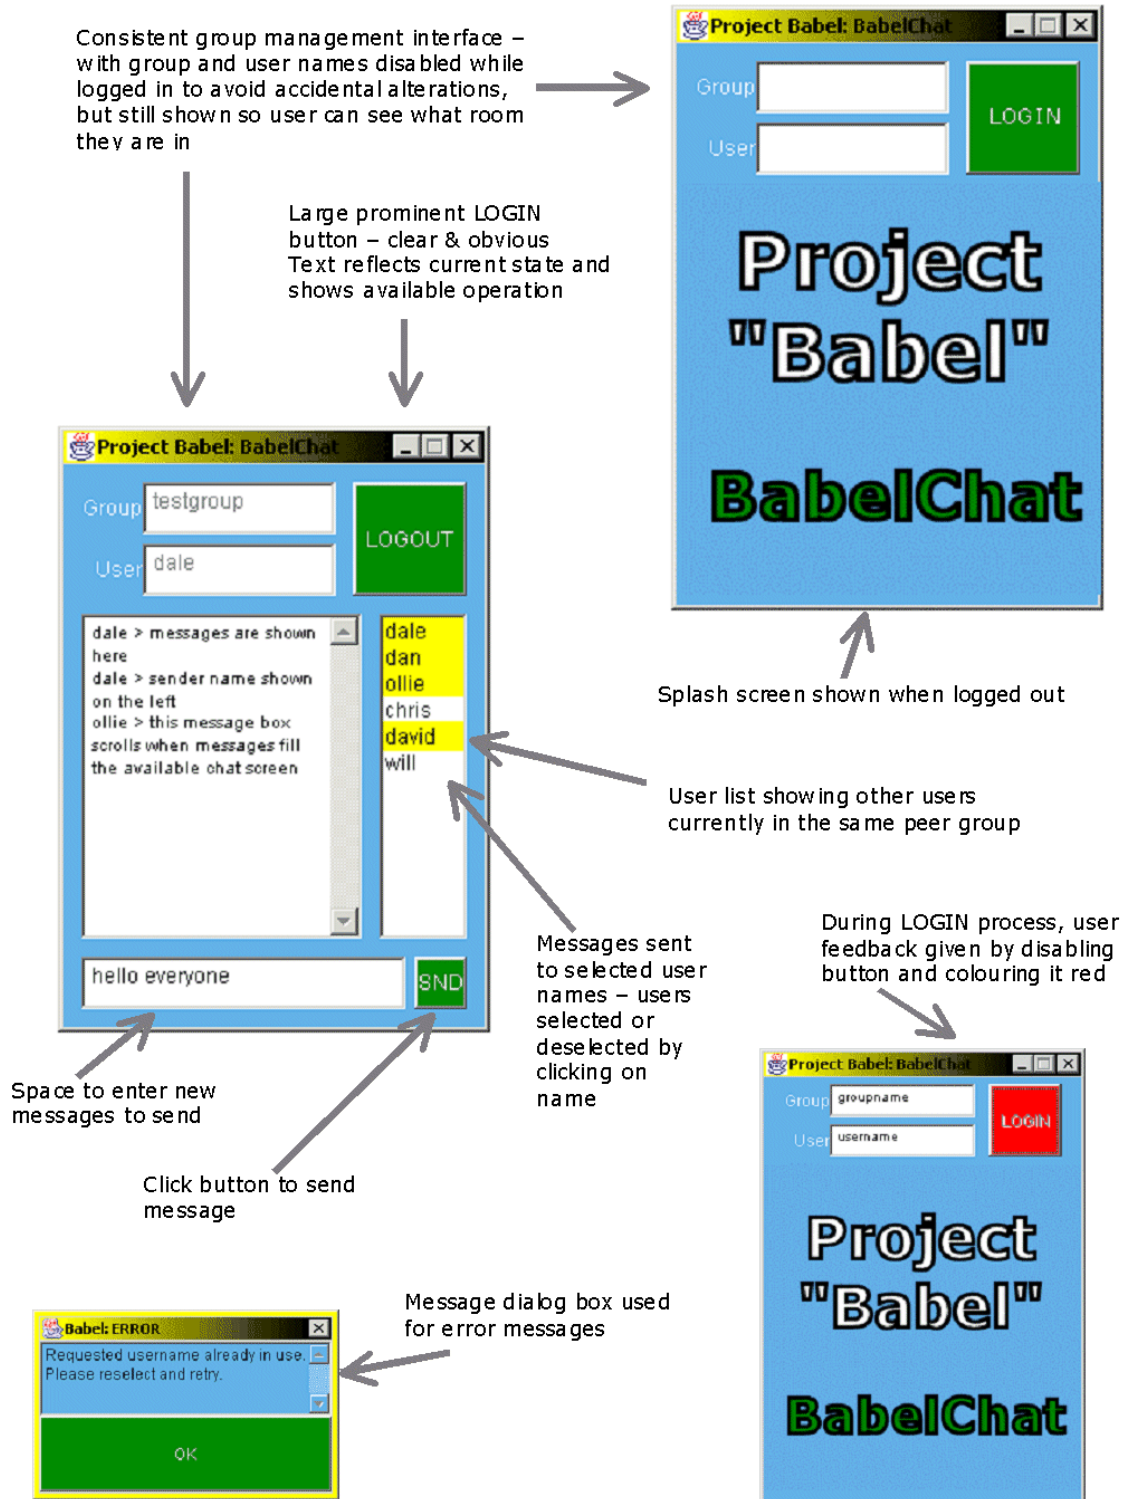 Consistent group management interface –
with group and user names disabled while
logged in to avoid accidental alterations,
but still shown so user can see what room
they are in
Project Babel: BabelChat
Group
User
LOGIN
Project
"Babel"
BabelChat
Large prominent LOGIN
button – clear & obvious
Text reflects current state and
shows available operation
Splash screen shown when logged out
Project Babel: BabelChat
Group
testgroup
User
dale
LOGOUT
dale > messages are shown
here
dale > sender name shown
on the left
ollie > this message box
scrolls when messages fill
the available chat screen
dale
dan
ollie
chris
david
will
hello everyone
SND
User list showing other users
currently in the same peer group
Messages sent
to selected user
names – users
selected or
deselected by
clicking on
name
During LOGIN process, user
feedback given by disabling
button and colouring it red
Space to enter new
messages to send
Click button to send
message
Project Babel: BabelChat
Group
groupname
User
username
LOGIN
Project
"Babel"
BabelChat
Message dialog box used
for error messages
Babel: ERROR
Requested username already in use.
Please reselect and retry.
OK